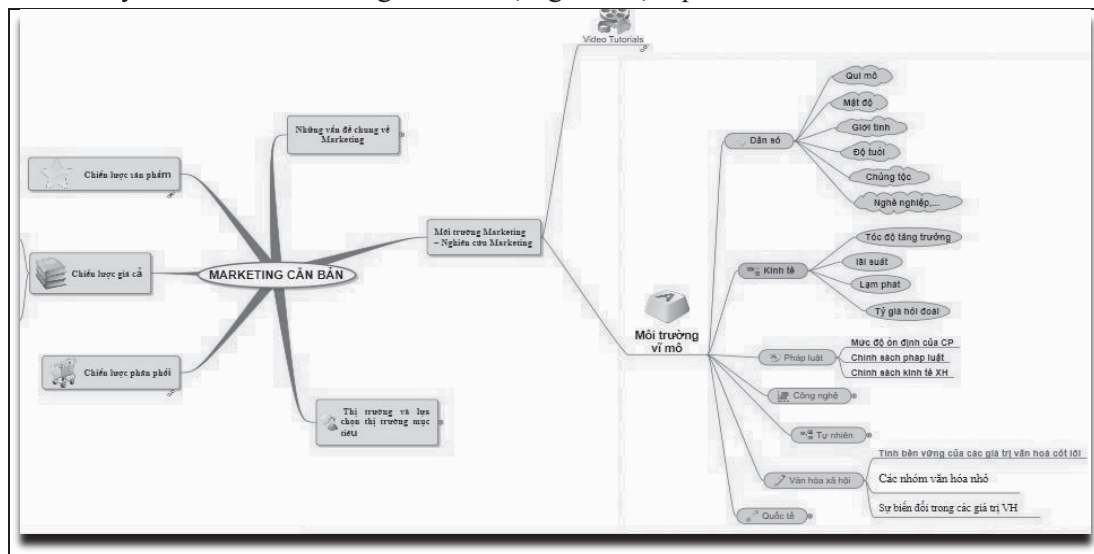 Video Tutorials
Những vấn đề chung về
Marketing
Chiến lược sản phẩm
Môi trường Marketing
– Nghiên cứu Marketing
Chiến lược giá cả
MARKETING CĂN BẢN
Chiến lược phân phối
Thị trường và lựa
chọn thị trường mục
tiêu
Môi trường
vĩ mô
Dân số
Qui mô
Mật độ
Giới tính
Độ tuổi
Chủng tộc
Nghề nghiệp,...
Kinh tế
Tốc độ tăng trưởng
lãi suất
Lạm phát
Tỷ giá hối đoái
Pháp luật
Mức độ ổn định của CP
Chính sách pháp luật
Chính sách kinh tế XH
Công nghệ
Tự nhiên
Văn hóa xã hội
Tính bền vững của các giá trị văn hoá cốt lõi
Các nhóm văn hóa nhỏ
Sự biến đổi trong các giá trị VH
Quốc tế